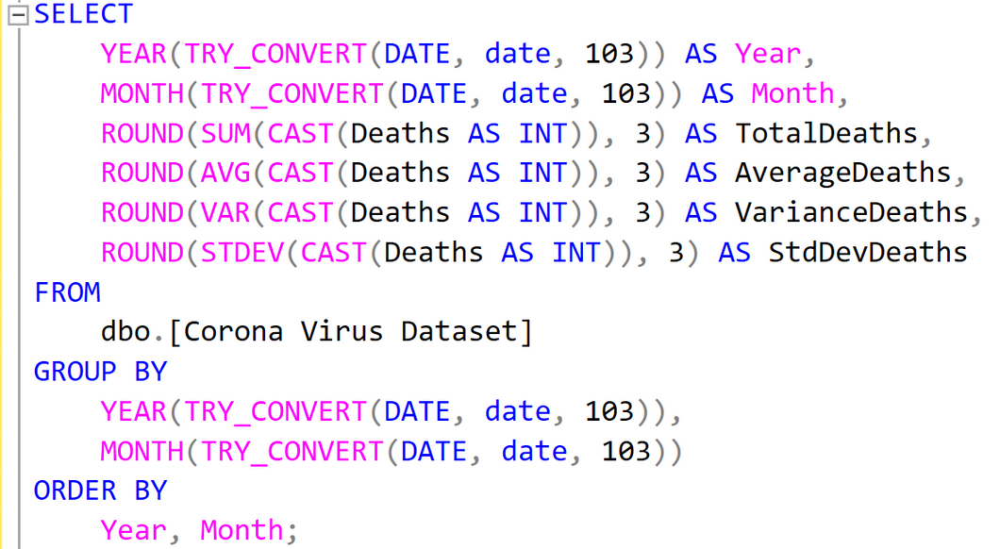 SELECT
YEAR(TRY_CONVERT(DATE, date, 103)) AS Year,
MONTH(TRY_CONVERT(DATE, date, 103)) AS Month,
ROUND(SUM(CAST(Deaths AS INT)), 3) AS TotalDeaths,
ROUND(AVG(CAST(Deaths AS INT)), 3) AS AverageDeaths,
ROUND(VAR(CAST(Deaths AS INT)), 3) AS VarianceDeaths,
ROUND(STDEV(CAST(Deaths AS INT)), 3) AS StdDevDeaths
FROM
dbo.[Corona Virus Dataset]
GROUP BY
YEAR(TRY_CONVERT(DATE, date, 103)),
MONTH(TRY_CONVERT(DATE, date, 103))
ORDER BY
Year, Month;